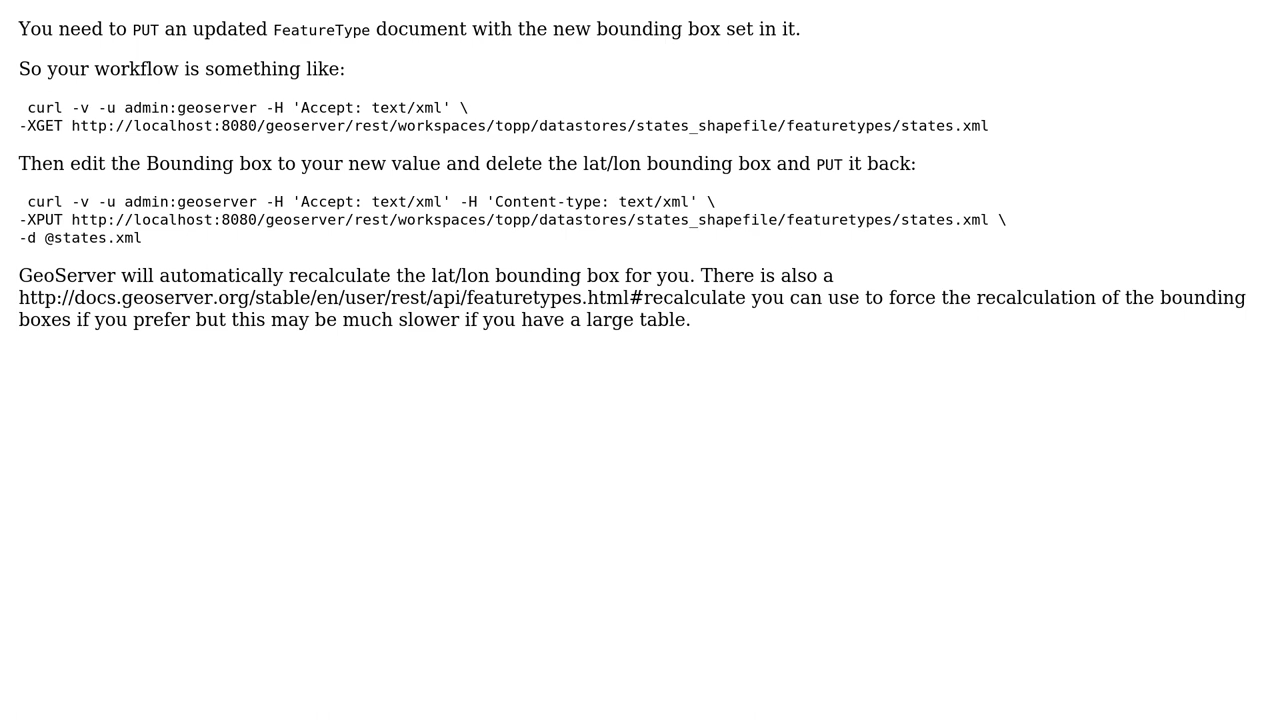 You need to PUT an updated FeatureType document with the new bounding box set in it.
So your workflow is something like:
curl -v -u admin:geoserver -H 'Accept: text/xml' \
-XGET http://localhost:8080/geoserver/rest/workspaces/topp/datastores/states_shapefile/featuretypes/states.xml
Then edit the Bounding box to your new value and delete the lat/lon bounding box and PUT it back:
curl -v -u admin:geoserver -H 'Accept: text/xml' -H 'Content-type: text/xml' \
-XPUT http://localhost:8080/geoserver/rest/workspaces/topp/datastores/states_shapefile/featuretypes/states.xml \
-d @states.xml
GeoServer will automatically recalculate the lat/lon bounding box for you. There is also a
http://docs.geoserver.org/stable/en/user/rest/api/featuretypes.html#recalculate you can use to force the recalculation of the bounding
boxes if you prefer but this may be much slower if you have a large table.